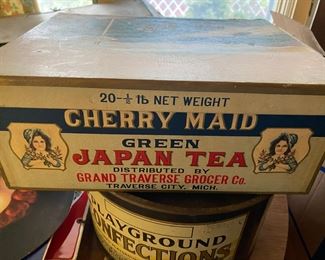 20-½ lb NET WEIGHT
CHERRY MAID
GREEN
JAPAN TEA
DISTRIBUTED BY
GRAND TRAVERSE GROCER Co.
TRAVERSE CITY, MICH.
PLAYGROUND
CONFECTIONS